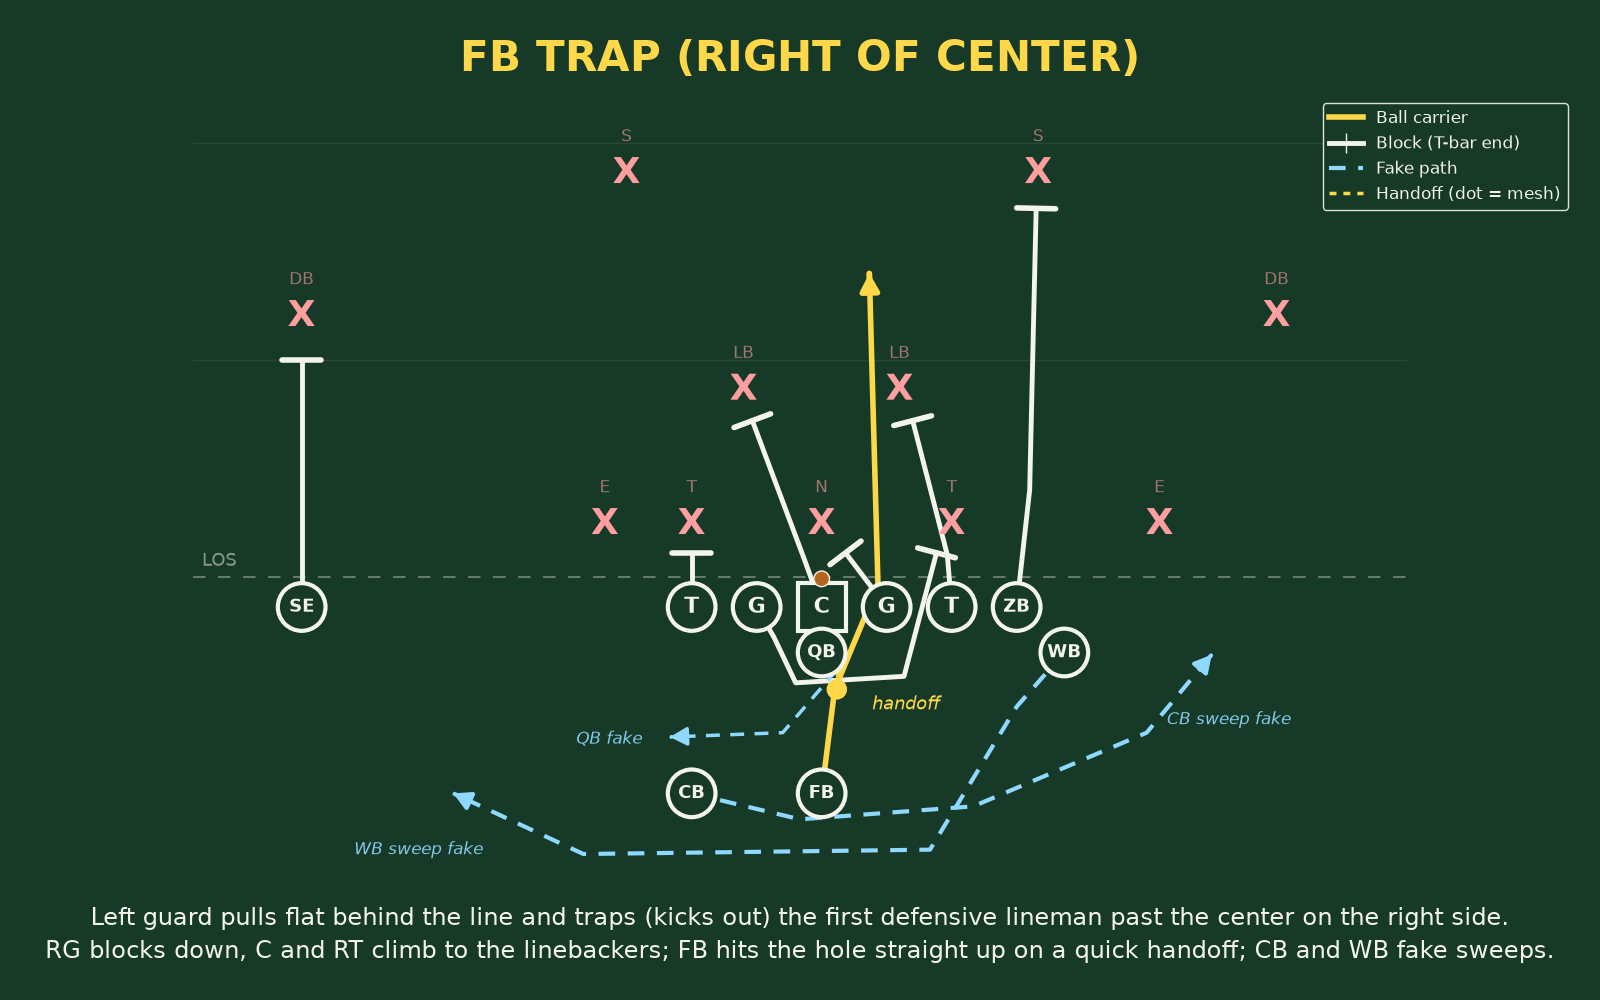 FB TRAP (RIGHT OF CENTER)
Ball carrier
Block (T-bar end)
Fake path
Handoff (dot = mesh)
S S
X X
DB DB
X X
LB LB
X X
E T N T E
X X X X X
LOS
SE T G C G T ZB
QB WB
handoff
CB sweep fake
QB fake
CB FB
WB sweep fake
Left guard pulls flat behind the line and traps (kicks out) the first defensive lineman past the center on the right side.
RG blocks down, C and RT climb to the linebackers; FB hits the hole straight up on a quick handoff; CB and WB fake sweeps.